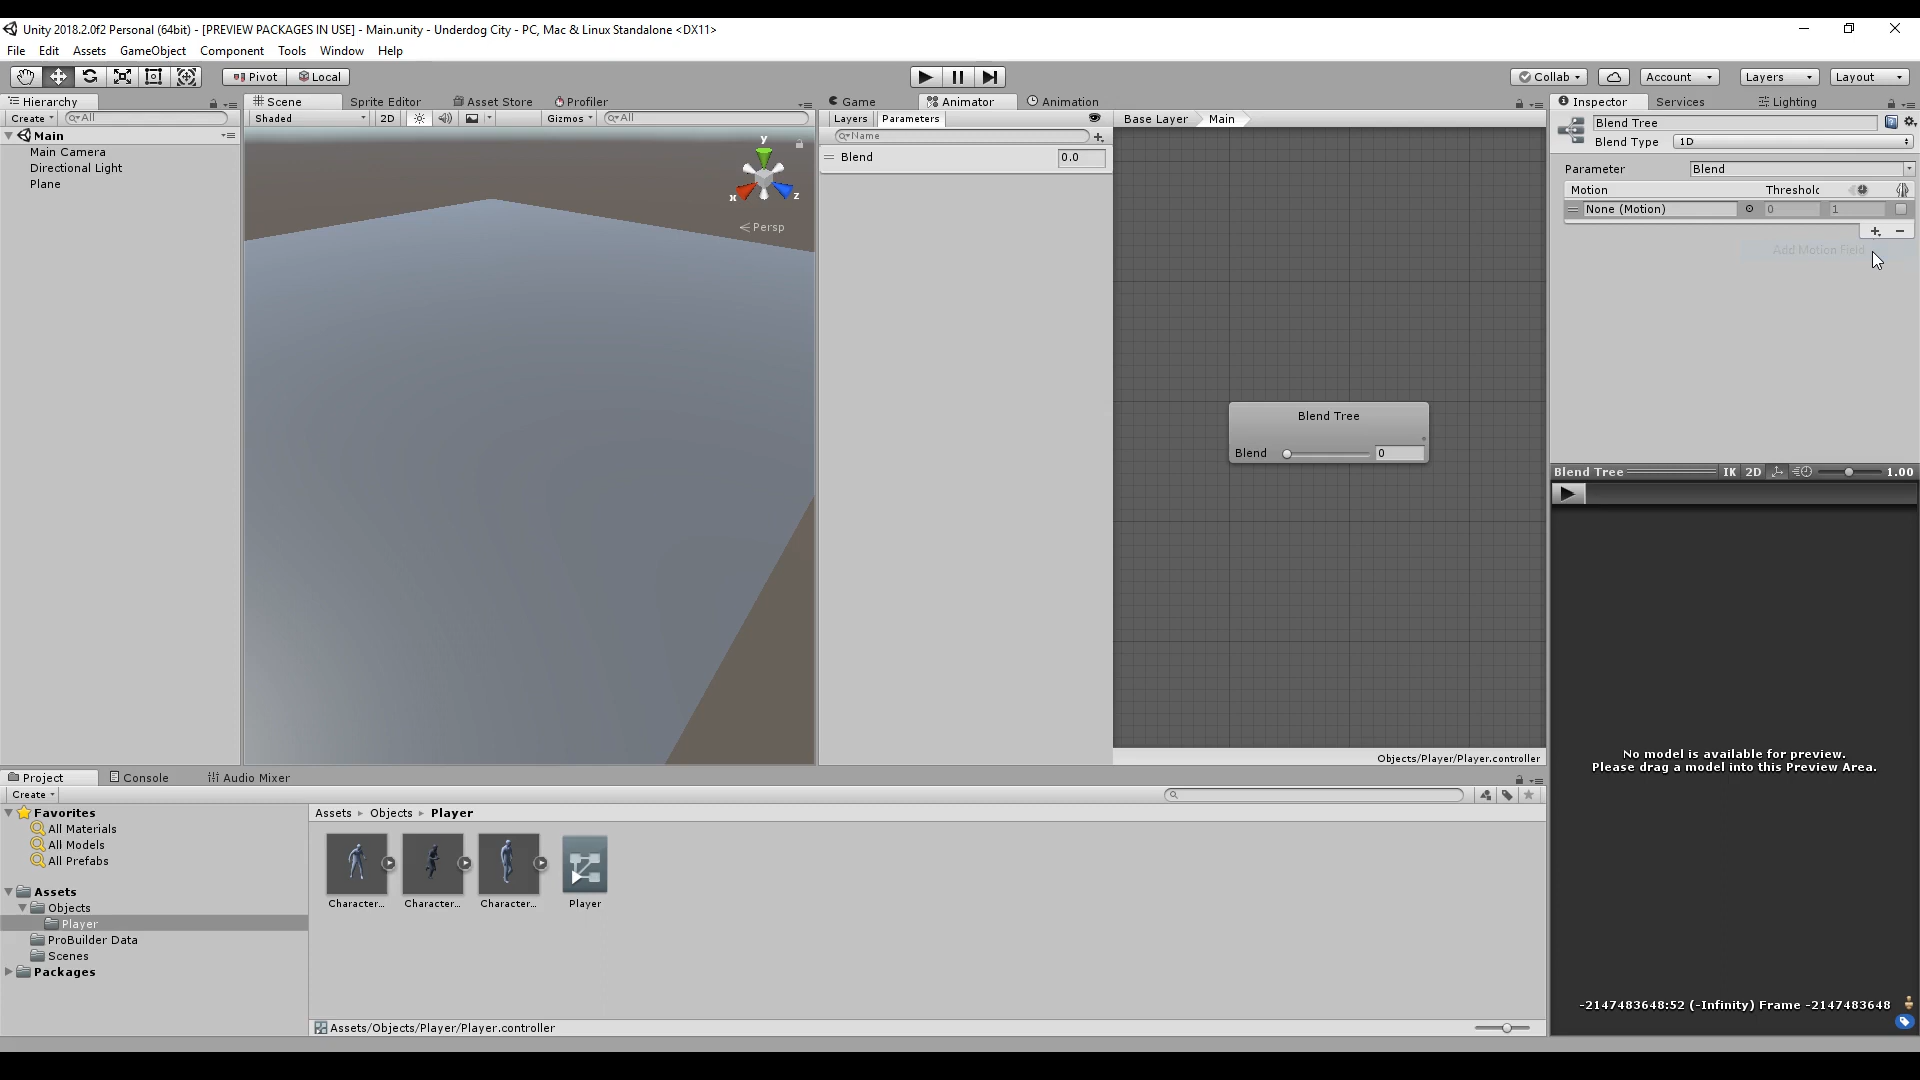 Unity 2018.2.0f2 Personal (64bit) - [PREVIEW PACKAGES IN USE] - Main.unity - Underdog City - PC, Mac & Linux Standalone <DX11>
File Edit Assets GameObject Component Tools Window Help
Pivot Local Collab Account Layers Layout
Hierarchy
Create All
Main
Main Camera
Directional Light
Plane
Scene Sprite Editor Asset Store Profiler
Shaded 2D Gizmos All
y
x z
Persp
Game Animator Animation
Layers Parameters
Name
Blend 0.0
Base Layer Main
Blend Tree
Blend 0
Objects/Player/Player.controller
Inspector Services Lighting
Blend Tree
Blend Type 1D
Parameter Blend
Motion Threshold
None (Motion) 0 1
Add Motion Field
Blend Tree IK 2D 1.00
No model is available for preview.
Please drag a model into this Preview Area.
-2147483648:52 (-Infinity) Frame -2147483648
Project Console Audio Mixer
Create
Favorites
All Materials
All Models
All Prefabs
Assets
Objects
Player
ProBuilder Data
Scenes
Packages
Assets Objects Player
Character... Character... Character... Player
Assets/Objects/Player/Player.controller